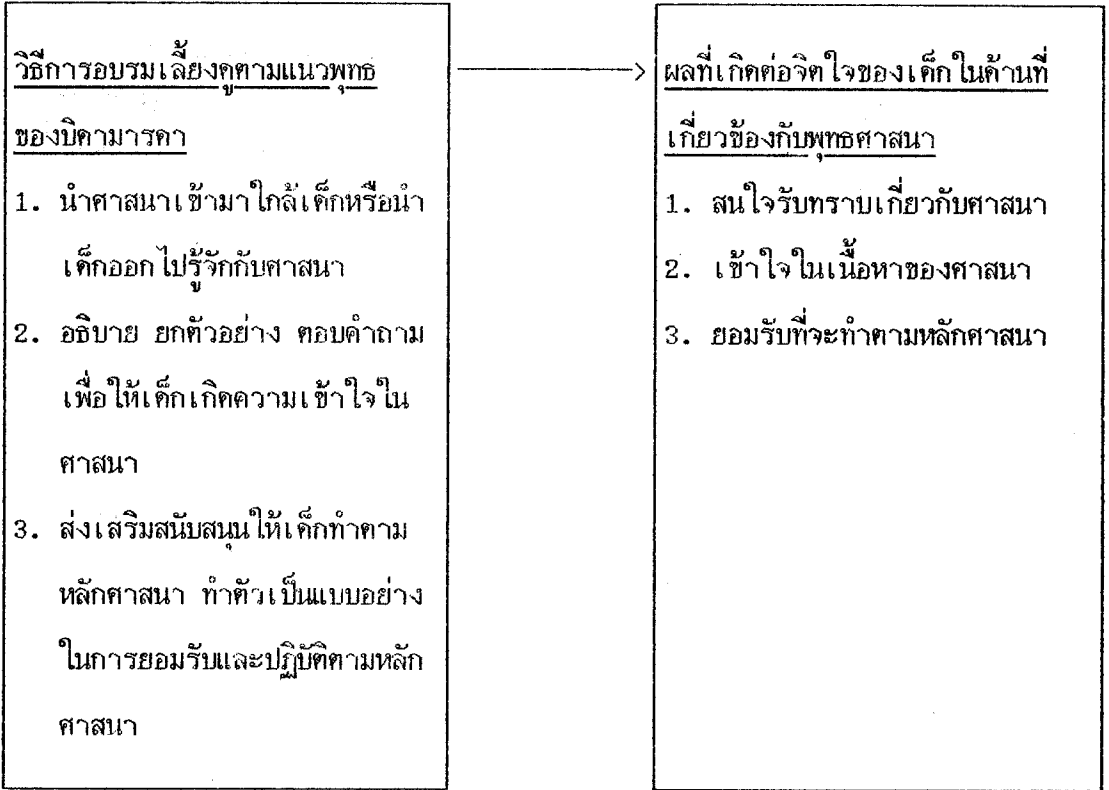 วิธีการอบรมเลี้ยงดูตามแนวพุทธ
ของบิดามารดา
1. นำศาสนาเข้ามาใกล้เด็กหรือนำ
เด็กออกไปรู้จักกับศาสนา
2. อธิบาย ยกตัวอย่าง ตอบคำถาม
เพื่อให้เด็กเกิดความเข้าใจใน
ศาสนา
3. ส่งเสริมสนับสนุนให้เด็กทำตาม
หลักศาสนา ทำตัวเป็นแบบอย่าง
ในการยอมรับและปฏิบัติตามหลัก
ศาสนา
ผลที่เกิดต่อจิตใจของเด็กในด้านที่
เกี่ยวข้องกับพุทธศาสนา
1. สนใจรับทราบเกี่ยวกับศาสนา
2. เข้าใจในเนื้อหาของศาสนา
3. ยอมรับที่จะทำตามหลักศาสนา